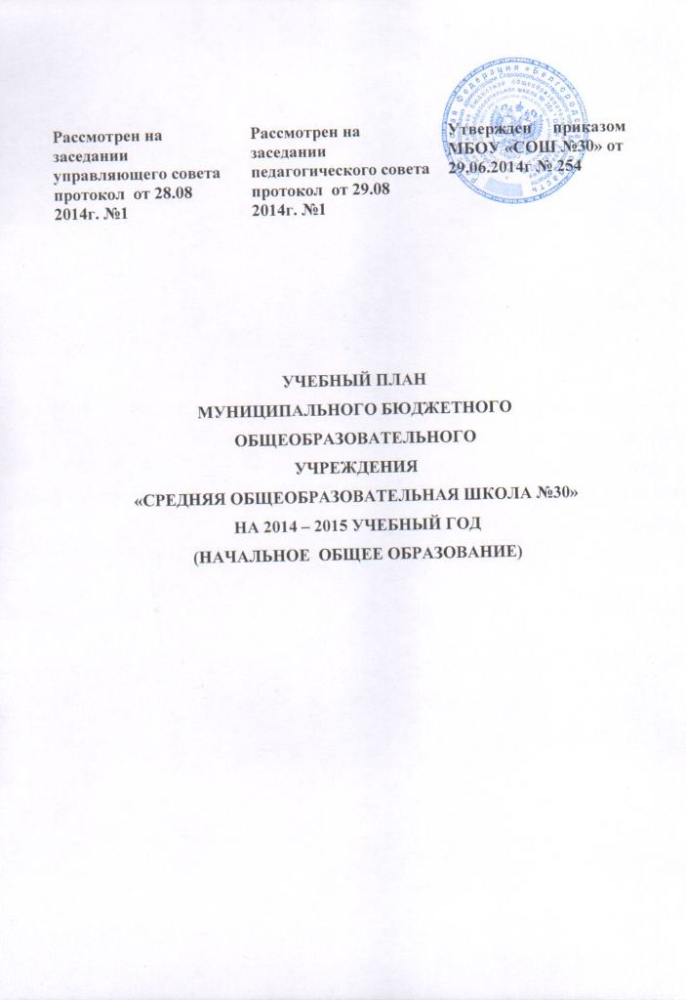 Рассмотрен на
заседании
управляющего совета
протокол от 28.08
2014г. №1
Рассмотрен на
заседании
педагогического совета
протокол от 29.08
2014г. №1
Утвержден приказом
МБОУ «СОШ №30» от
29.06.2014г № 254
УЧЕБНЫЙ ПЛАН
МУНИЦИПАЛЬНОГО БЮДЖЕТНОГО
ОБЩЕОБРАЗОВАТЕЛЬНОГО
УЧРЕЖДЕНИЯ
«СРЕДНЯЯ ОБЩЕОБРАЗОВАТЕЛЬНАЯ ШКОЛА №30»
НА 2014 – 2015 УЧЕБНЫЙ ГОД
(НАЧАЛЬНОЕ ОБЩЕЕ ОБРАЗОВАНИЕ)